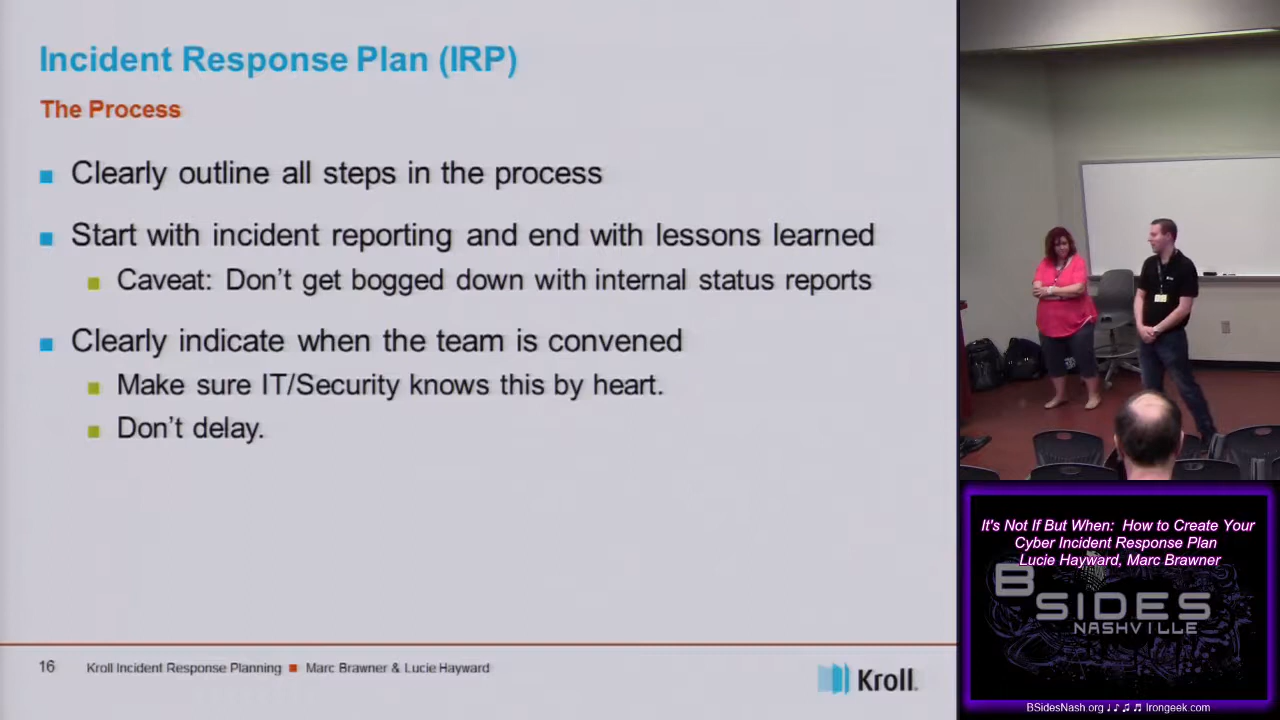 Incident Response Plan (IRP)
The Process
Clearly outline all steps in the process
Start with incident reporting and end with lessons learned
Caveat: Don't get bogged down with internal status reports
Clearly indicate when the team is convened
Make sure IT/Security knows this by heart.
Don't delay.
16 Kroll Incident Response Planning ■ Marc Brawner & Lucie Hayward
Kroll.
It's Not If But When: How to Create Your
Cyber Incident Response Plan
Lucie Hayward, Marc Brawner
BSIDES
NASHVILLE
BSidesNash.org ♩♪♫♬ Irongeek.com